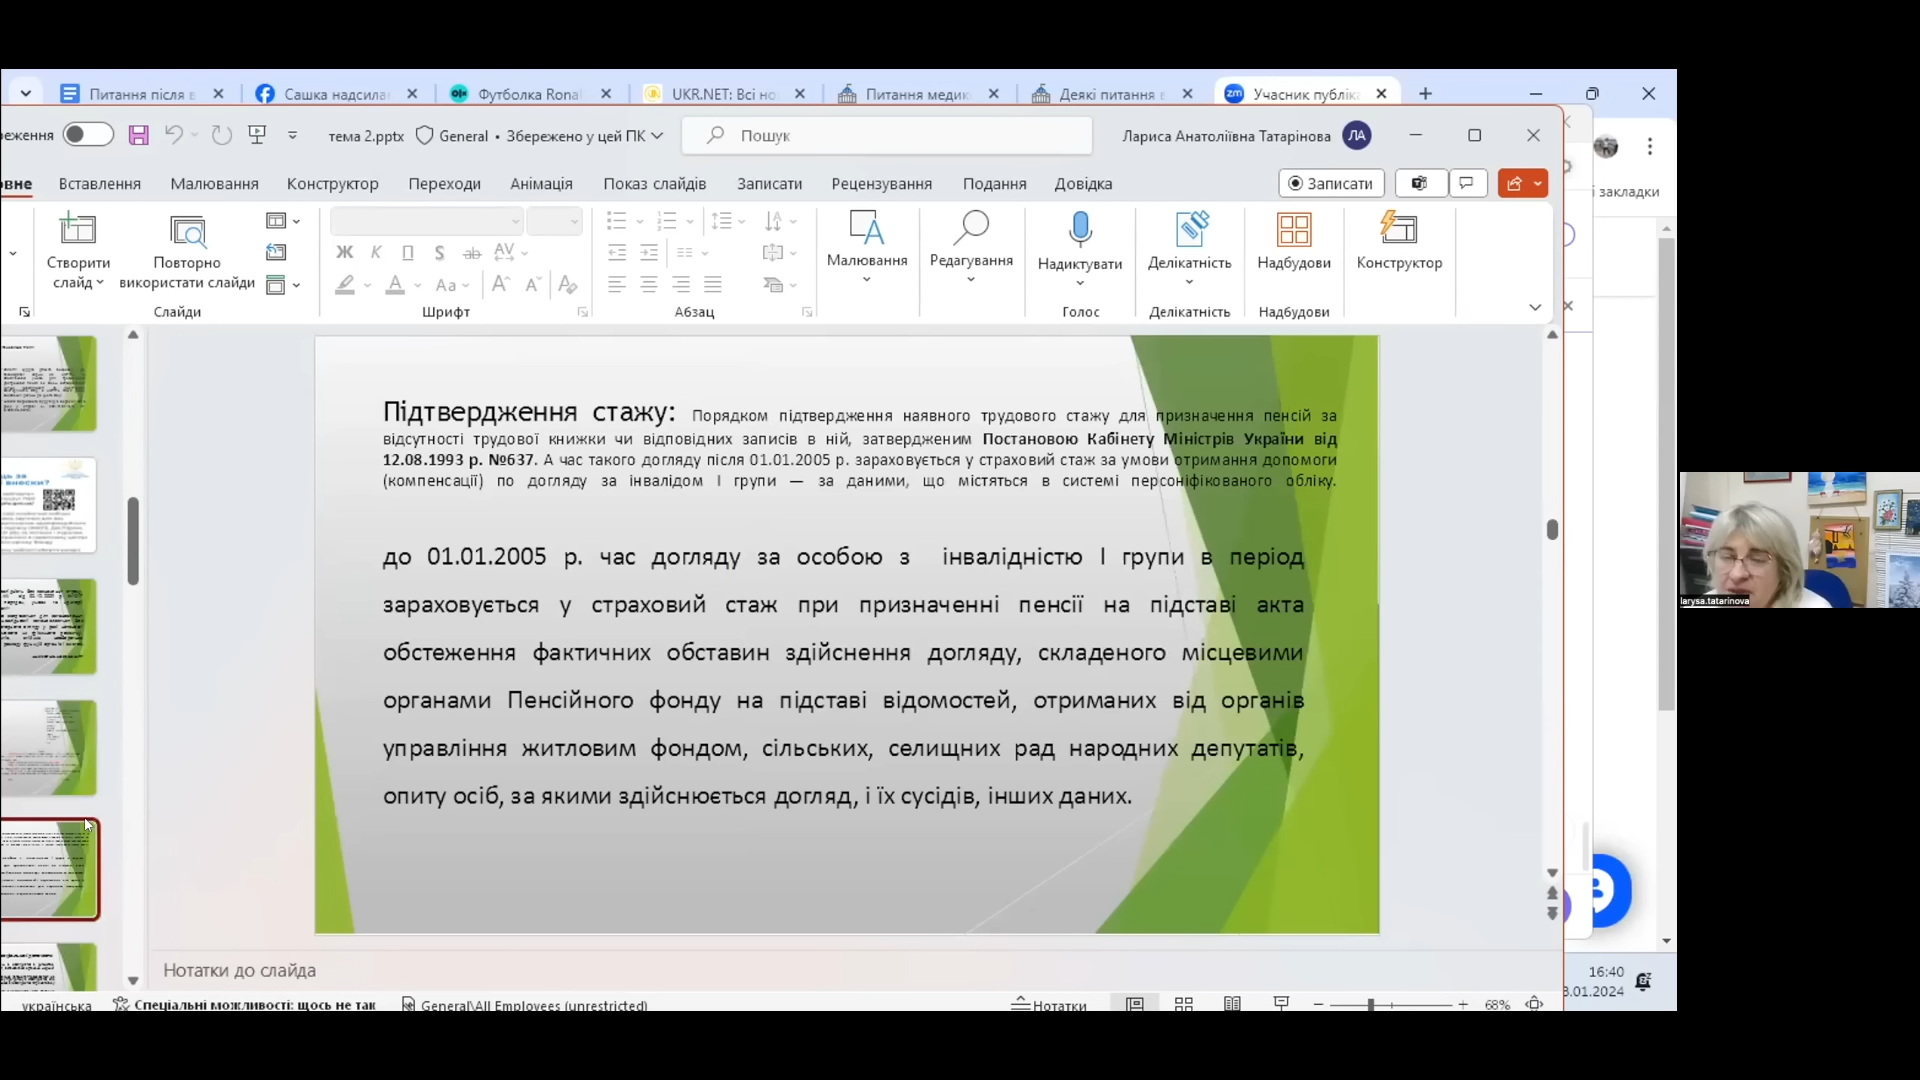 Питання після в
Сашка надсила
Футболка Rona
UKR.NET: Всі но
Питання медик
Деякі питання в
Учасник публіка
реження
тема 2.pptx
General • Збережено у цей ПК
Пошук
Лариса Анатоліївна Татарінова
ЛА
вне
Вставлення
Малювання
Конструктор
Переходи
Анімація
Показ слайдів
Записати
Рецензування
Подання
Довідка
Записати
і закладки
Створити
слайд
Повторно
використати слайди
Малювання
Редагування
Надиктувати
Делікатність
Надбудови
Конструктор
Слайди
Шрифт
Абзац
Голос
Делікатність
Надбудови
Підтвердження стажу: Порядком підтвердження наявного трудового стажу для призначення пенсій за
відсутності трудової книжки чи відповідних записів в ній, затвердженим Постановою Кабінету Міністрів України від
12.08.1993 р. №637. А час такого догляду після 01.01.2005 р. зараховується у страховий стаж за умови отримання допомоги
(компенсації) по догляду за інвалідом І групи — за даними, що містяться в системі персоніфікованого обліку.
до 01.01.2005 р. час догляду за особою з інвалідністю І групи в період
зараховується у страховий стаж при призначенні пенсії на підставі акта
обстеження фактичних обставин здійснення догляду, складеного місцевими
органами Пенсійного фонду на підставі відомостей, отриманих від органів
управління житловим фондом, сільських, селищних рад народних депутатів,
опиту осіб, за якими здійснюється догляд, і їх сусідів, інших даних.
larysa.tatarinova
Нотатки до слайда
українська
Спеціальні можливості: щось не так
General\All Employees (unrestricted)
Нотатки
68%
16:40
3.01.2024